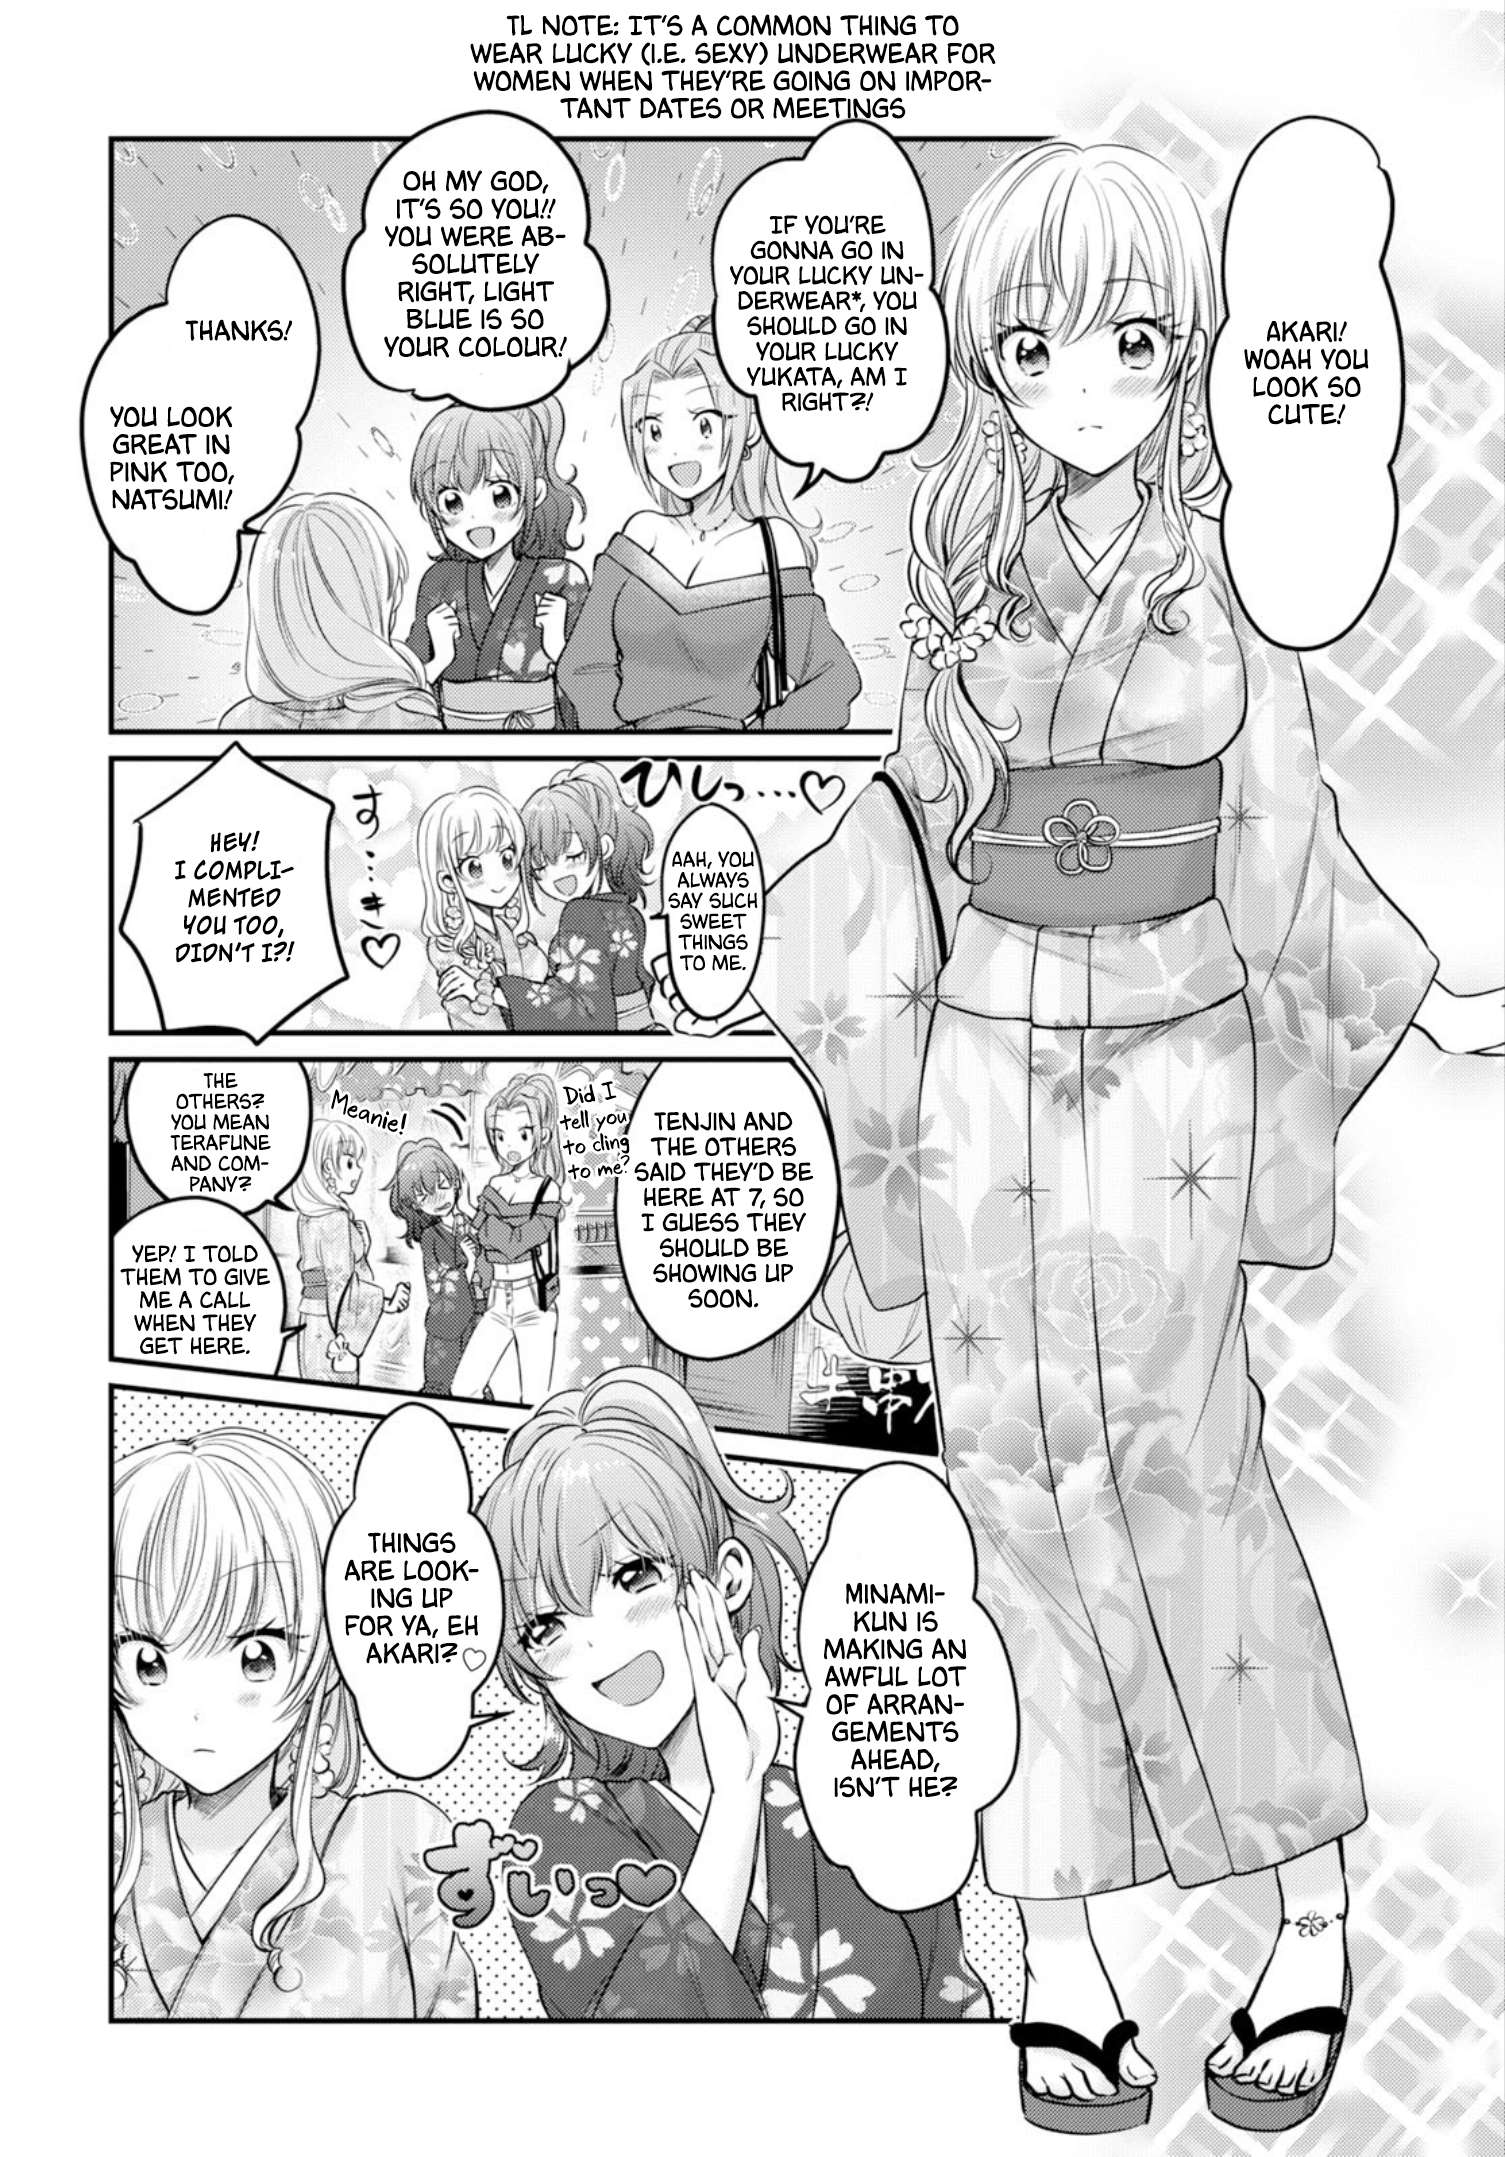 TL NOTE: IT'S A COMMON THING TO
WEAR LUCKY (I.E. SEXY) UNDERWEAR FOR
WOMEN WHEN THEY'RE GOING ON IMPOR-
TANT DATES OR MEETINGS
AKARI!
WOAH YOU
LOOK SO
CUTE!
IF YOU'RE
GONNA GO IN
YOUR LUCKY UN-
DERWEAR*, YOU
SHOULD GO IN
YOUR LUCKY
YUKATA, AM I
RIGHT?!
OH MY GOD,
IT'S SO YOU!!
YOU WERE AB-
SOLUTELY
RIGHT, LIGHT
BLUE IS SO
YOUR COLOUR!
THANKS!
YOU LOOK
GREAT IN
PINK TOO,
NATSUMI!
ひしっ…♡
AAH, YOU
ALWAYS
SAY SUCH
SWEET
THINGS
TO ME.
す…き♡
HEY!
I COMPLI-
MENTED
YOU TOO,
DIDN'T I?!
TENJIN AND
THE OTHERS
SAID THEY'D BE
HERE AT 7, SO
I GUESS THEY
SHOULD BE
SHOWING UP
SOON.
Did I
tell you
to cling
to me?
Meanie!
THE
OTHERS?
YOU MEAN
TERAFUNE
AND COM-
PANY?
YEP! I TOLD
THEM TO GIVE
ME A CALL
WHEN THEY
GET HERE.
牛串
MINAMI-
KUN IS
MAKING AN
AWFUL LOT
OF ARRAN-
GEMENTS
AHEAD,
ISN'T HE?
THINGS
ARE LOOK-
ING UP
FOR YA, EH
AKARI?♡
ずいっ♡